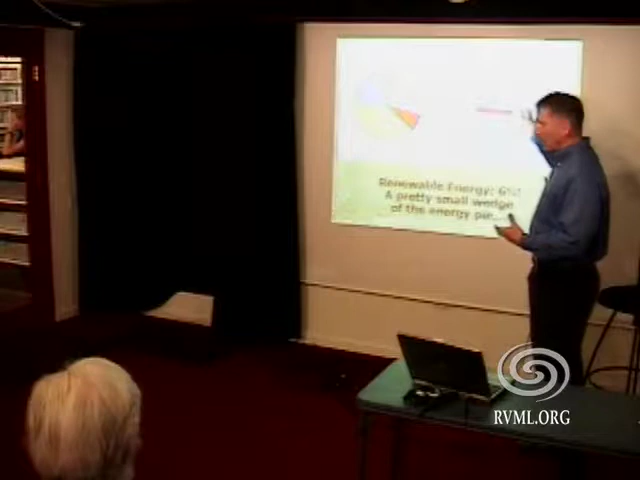 Renewable Energy: 6%!
A pretty small wedge
of the energy pie...
RVML.ORG